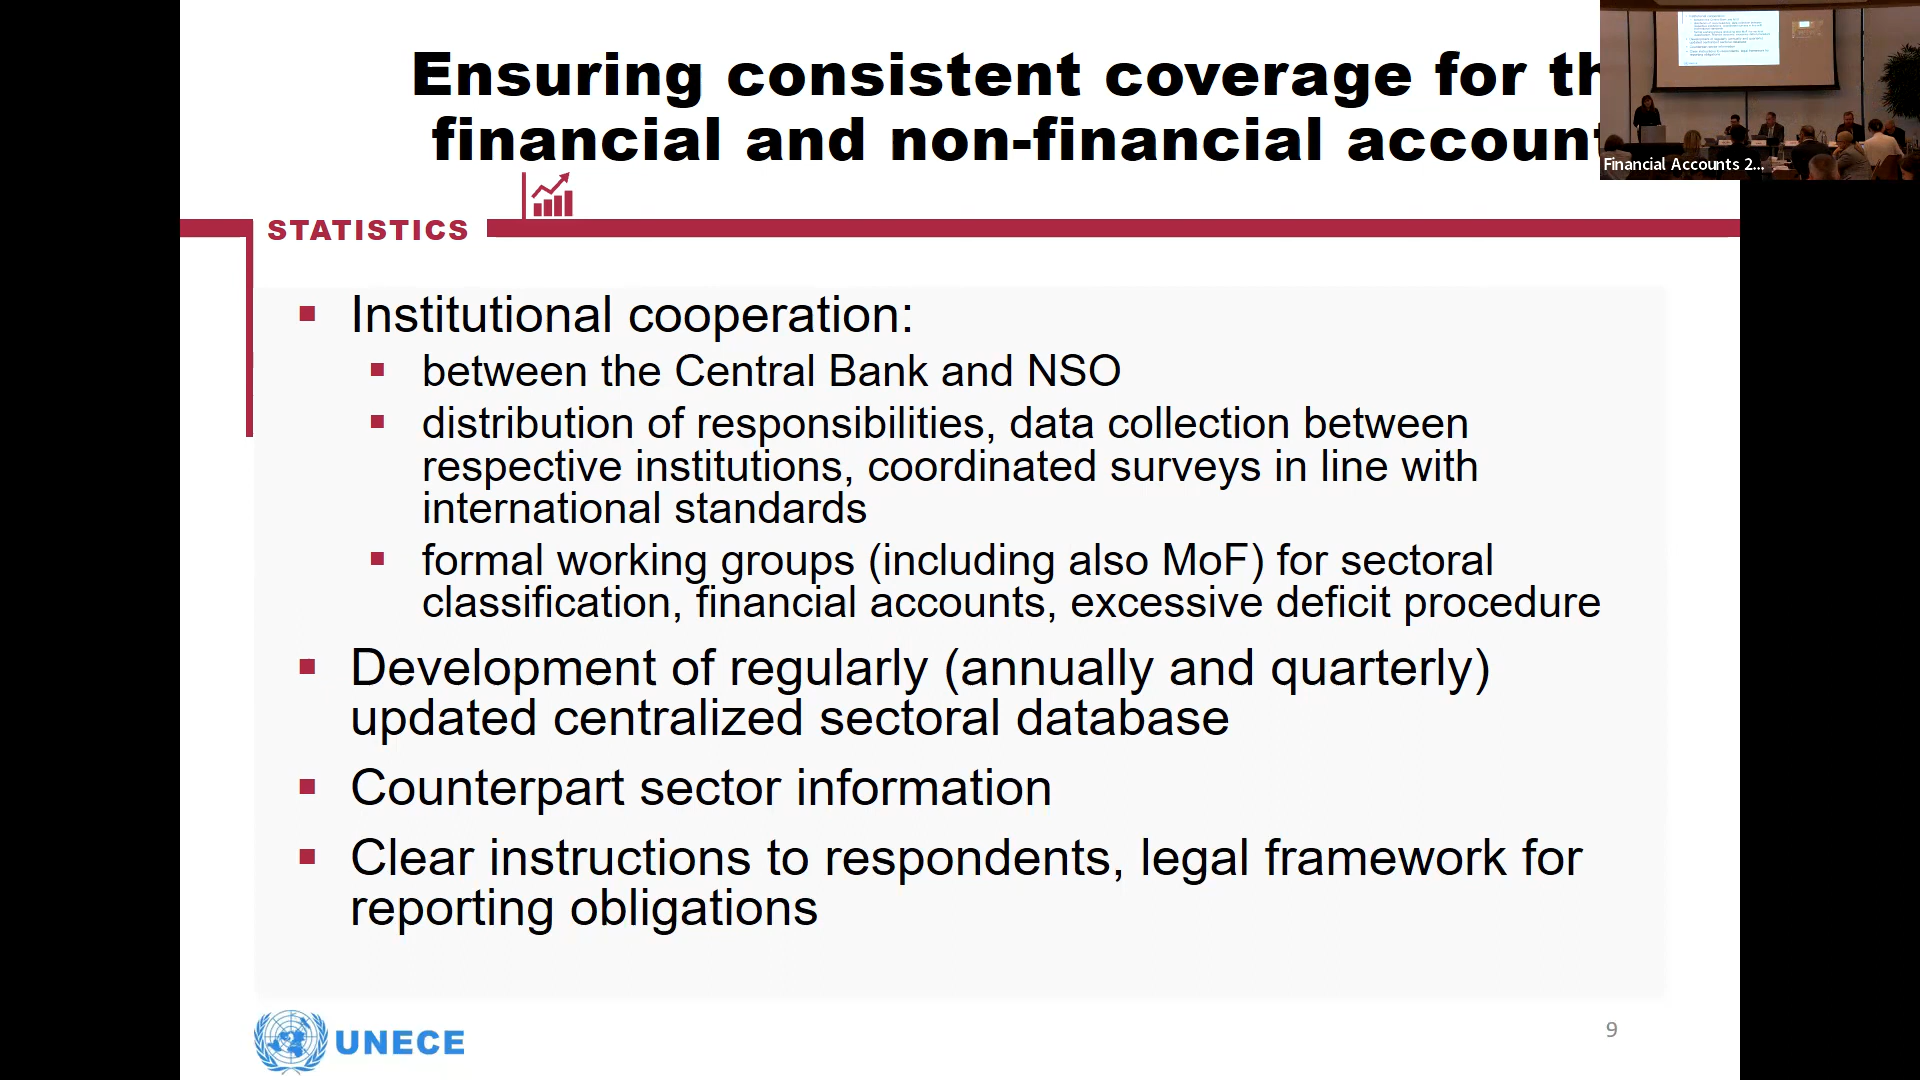 Ensuring consistent coverage for th
financial and non-financial account
Financial Accounts 2...
STATISTICS
▪ Institutional cooperation:
▪ between the Central Bank and NSO
▪ distribution of responsibilities, data collection between
respective institutions, coordinated surveys in line with
international standards
▪ formal working groups (including also MoF) for sectoral
classification, financial accounts, excessive deficit procedure
▪ Development of regularly (annually and quarterly)
updated centralized sectoral database
▪ Counterpart sector information
▪ Clear instructions to respondents, legal framework for
reporting obligations
UNECE
9